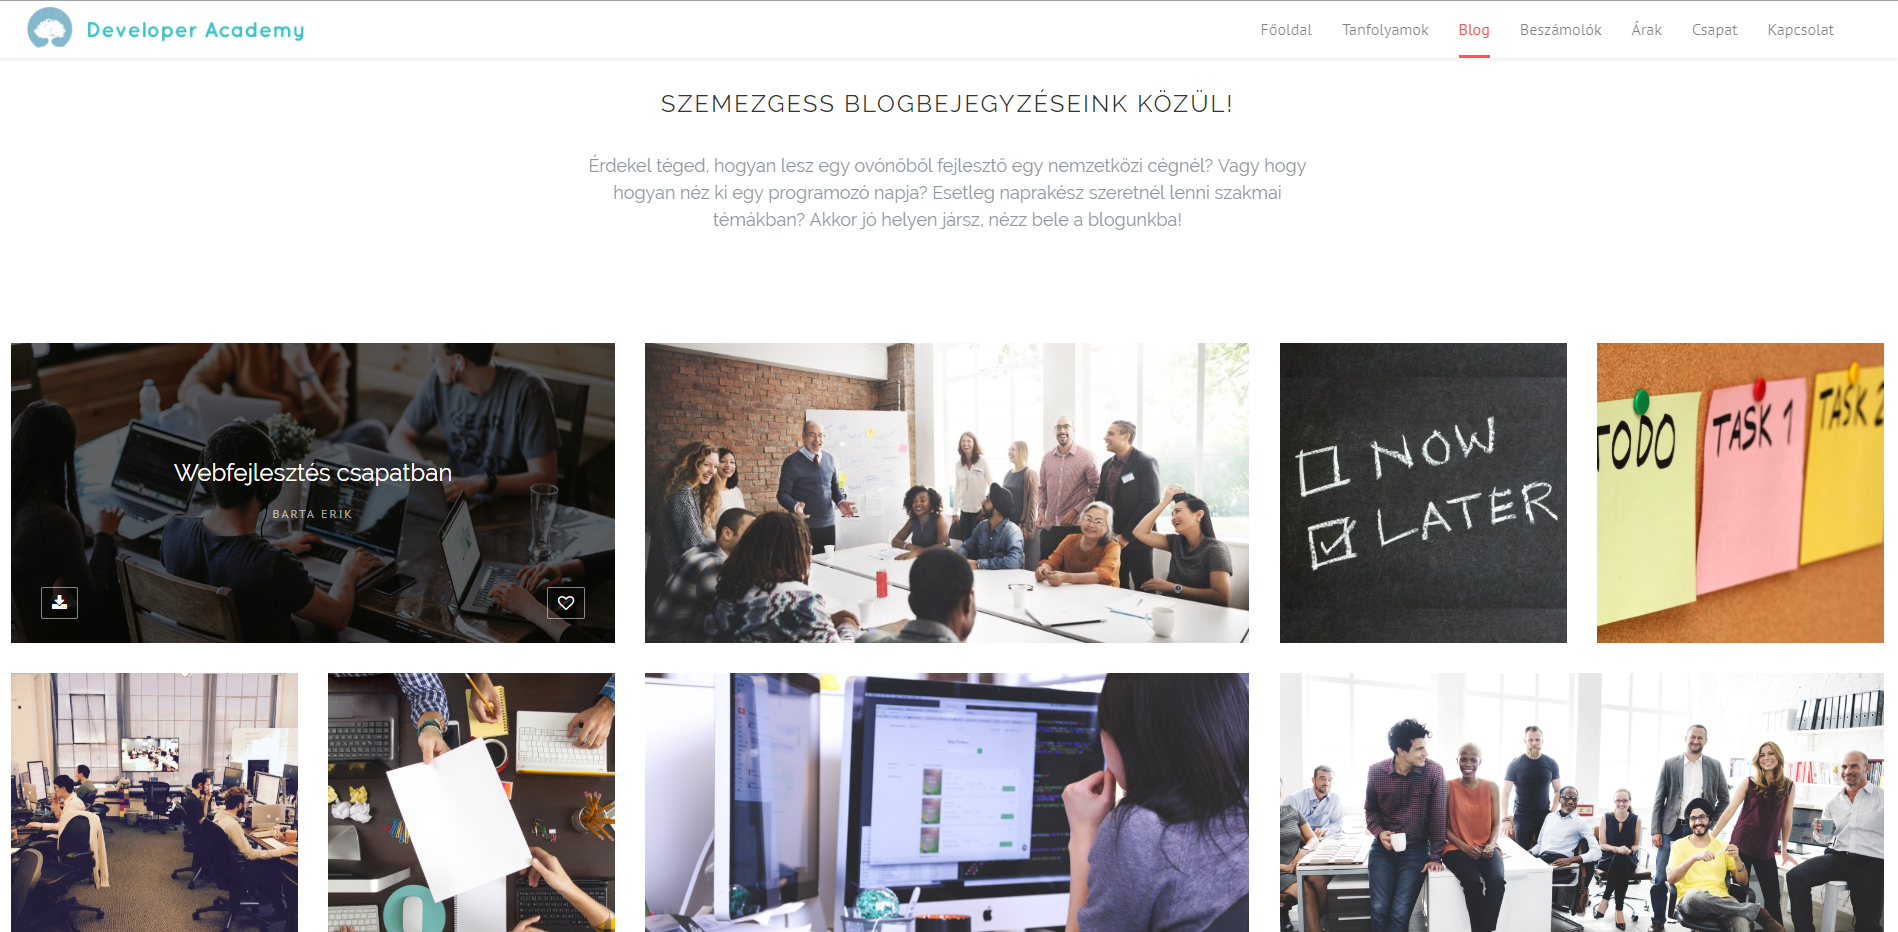 Developer Academy
Főoldal Tanfolyamok Blog Beszámolók Árak Csapat Kapcsolat
SZEMEZGESS BLOGBEJEGYZÉSEINK KÖZÜL!
Érdekel téged, hogyan lesz egy ovónőből fejlesztő egy nemzetközi cégnél? Vagy hogy
hogyan néz ki egy programozó napja? Esetleg naprakész szeretnél lenni szakmai
témákban? Akkor jó helyen jársz, nézz bele a blogunkba!
Webfejlesztés csapatban
BARTA ERIK
NOW
LATER
TODO
TASK 1
TASK 2